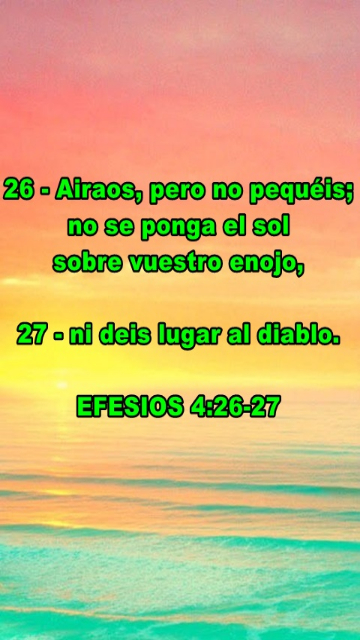 26 - Airaos, pero no pequéis;
no se ponga el sol
sobre vuestro enojo,
27 - ni deis lugar al diablo.
EFESIOS 4:26-27